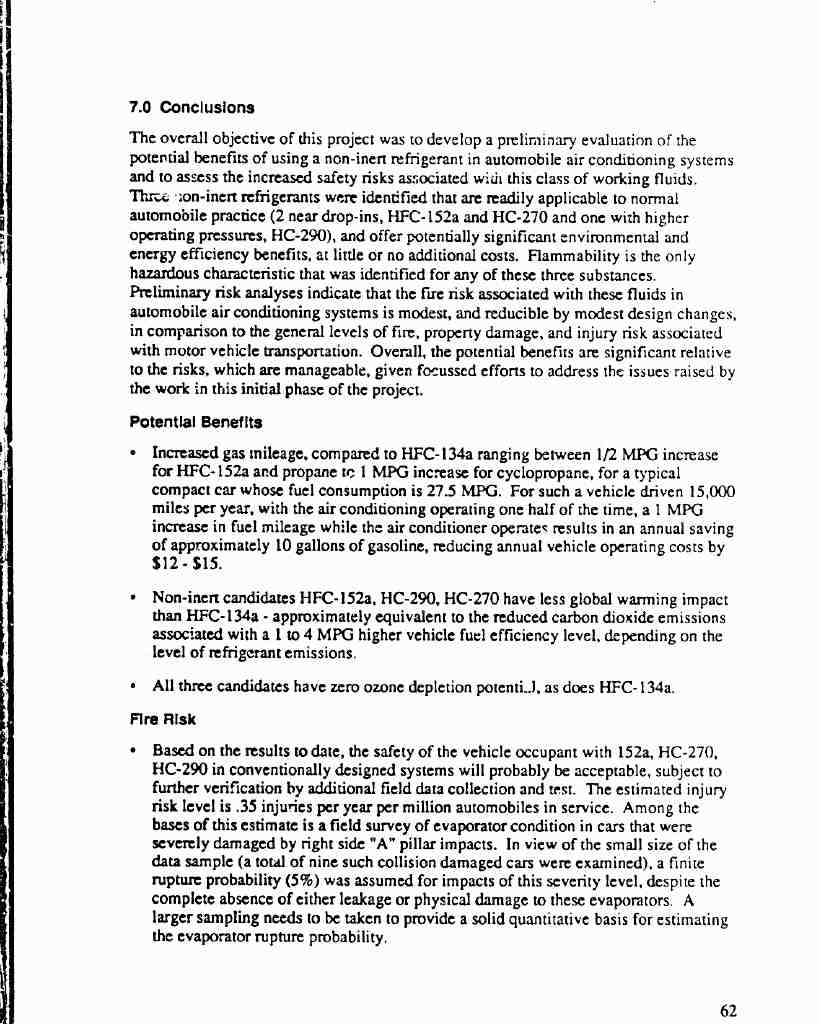 7.0 Conclusions
The overall objective of this project was to develop a preliminary evaluation of the
potential benefits of using a non-inert refrigerant in automobile air conditioning systems
and to assess the increased safety risks associated with this class of working fluids.
Three non-inert refrigerants were identified that are readily applicable to normal
automobile practice (2 near drop-ins, HFC-152a and HC-270 and one with higher
operating pressures, HC-290), and offer potentially significant environmental and
energy efficiency benefits, at little or no additional costs. Flammability is the only
hazardous characteristic that was identified for any of these three substances.
Preliminary risk analyses indicate that the fire risk associated with these fluids in
automobile air conditioning systems is modest, and reducible by modest design changes,
in comparison to the general levels of fire, property damage, and injury risk associated
with motor vehicle transportation. Overall, the potential benefits are significant relative
to the risks, which are manageable, given focussed efforts to address the issues raised by
the work in this initial phase of the project.
Potential Benefits
• Increased gas mileage, compared to HFC-134a ranging between 1/2 MPG increase
for HFC-152a and propane to 1 MPG increase for cyclopropane, for a typical
compact car whose fuel consumption is 27.5 MPG. For such a vehicle driven 15,000
miles per year, with the air conditioning operating one half of the time, a 1 MPG
increase in fuel mileage while the air conditioner operates results in an annual saving
of approximately 10 gallons of gasoline, reducing annual vehicle operating costs by
$12 - $15.
• Non-inert candidates HFC-152a, HC-290, HC-270 have less global warming impact
than HFC-134a - approximately equivalent to the reduced carbon dioxide emissions
associated with a 1 to 4 MPG higher vehicle fuel efficiency level, depending on the
level of refrigerant emissions.
• All three candidates have zero ozone depletion potential, as does HFC-134a.
Fire Risk
• Based on the results to date, the safety of the vehicle occupant with 152a, HC-270,
HC-290 in conventionally designed systems will probably be acceptable, subject to
further verification by additional field data collection and test. The estimated injury
risk level is .35 injuries per year per million automobiles in service. Among the
bases of this estimate is a field survey of evaporator condition in cars that were
severely damaged by right side "A" pillar impacts. In view of the small size of the
data sample (a total of nine such collision damaged cars were examined), a finite
rupture probability (5%) was assumed for impacts of this severity level, despite the
complete absence of either leakage or physical damage to these evaporators. A
larger sampling needs to be taken to provide a solid quantitative basis for estimating
the evaporator rupture probability.
62